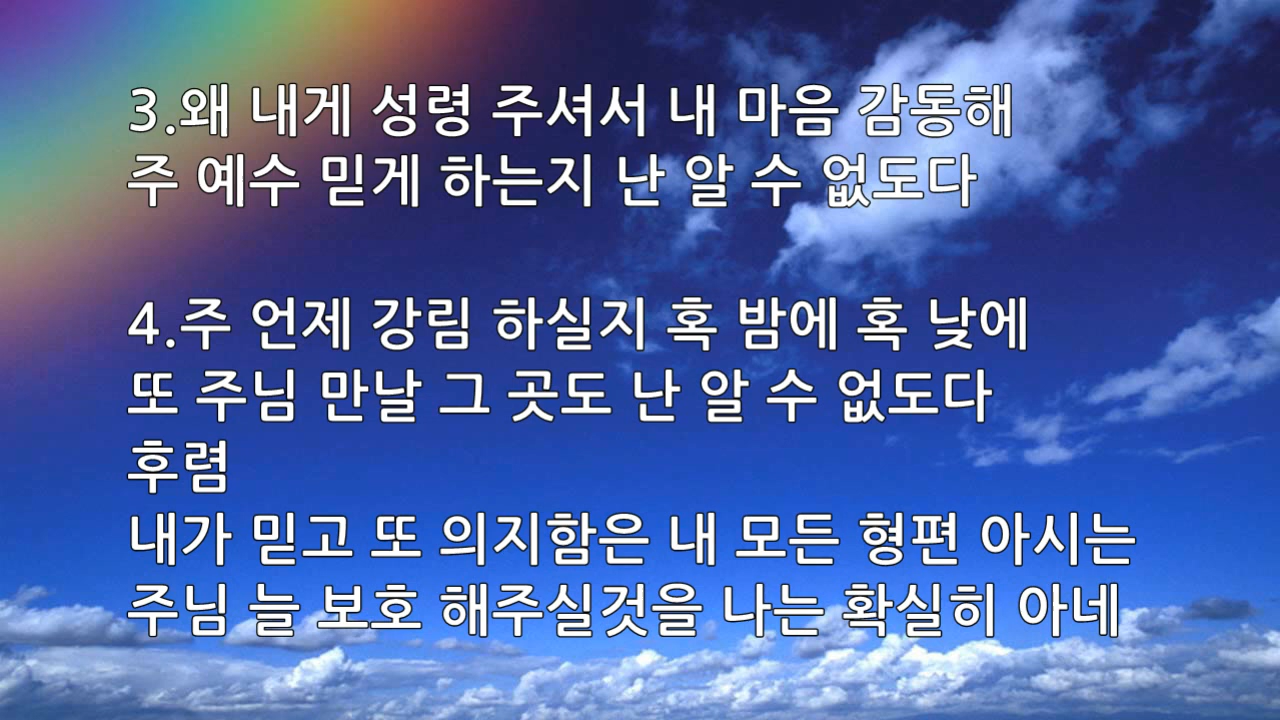 3.왜 내게 성령 주셔서 내 마음 감동해
주 예수 믿게 하는지 난 알 수 없도다
4.주 언제 강림 하실지 혹 밤에 혹 낮에
또 주님 만날 그 곳도 난 알 수 없도다
후렴
내가 믿고 또 의지함은 내 모든 형편 아시는
주님 늘 보호 해주실것을 나는 확실히 아네